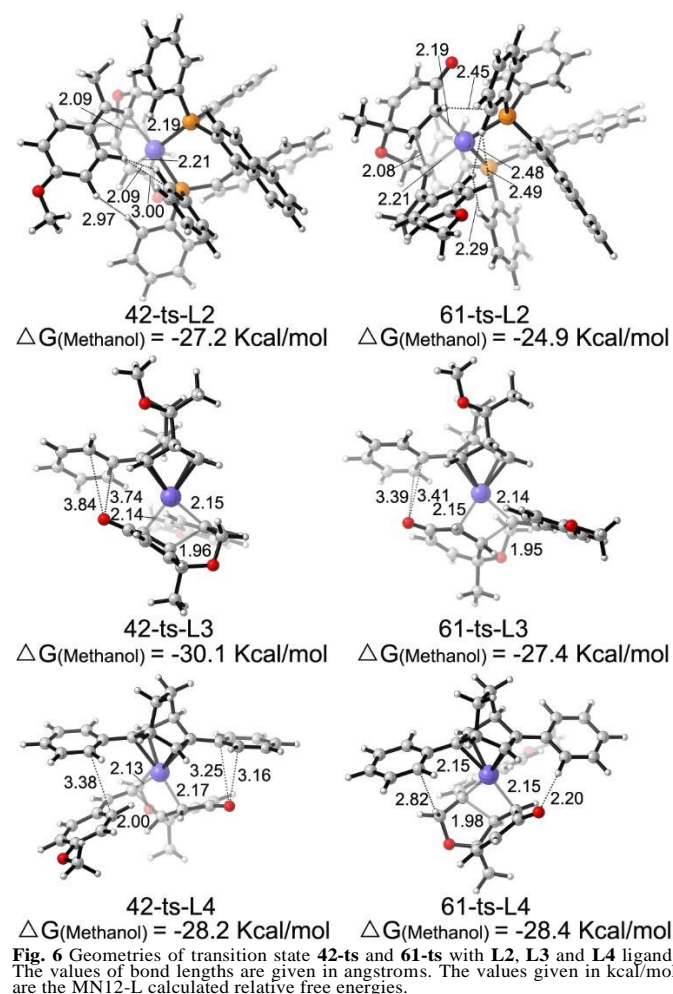 2.19
2.45
2.09
2.19
2.21
2.08
2.48
2.49
2.09
3.00
2.21
2.97
2.29
42-ts-L2
△G(Methanol) = -27.2 Kcal/mol
61-ts-L2
△G(Methanol) = -24.9 Kcal/mol
3.74
2.15
3.84
2.14
1.96
3.39
3.41
2.14
2.15
1.95
42-ts-L3
△G(Methanol) = -30.1 Kcal/mol
61-ts-L3
△G(Methanol) = -27.4 Kcal/mol
3.38
2.13
3.25
3.16
2.17
2.00
2.15
2.15
2.20
2.82
1.98
42-ts-L4
△G(Methanol) = -28.2 Kcal/mol
61-ts-L4
△G(Methanol) = -28.4 Kcal/mol
Fig. 6 Geometries of transition state 42-ts and 61-ts with L2, L3 and L4 ligand
The values of bond lengths are given in angstroms. The values given in kcal/mol
are the MN12-L calculated relative free energies.